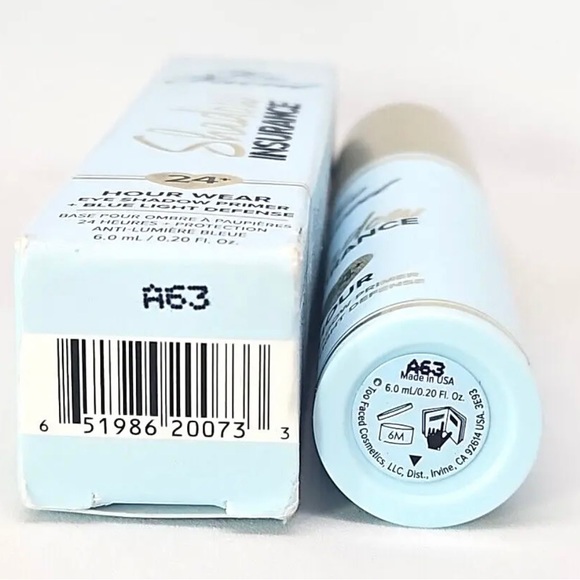 Shadow
INSURANCE
24+
HOUR WEAR
EYE SHADOW PRIMER
+ BLUE LIGHT DEFENSE
BASE POUR OMBRE À PAUPIÈRES
24 HEURES + PROTECTION
ANTI-LUMIÈRE BLEUE
6.0 mL / 0.20 Fl. Oz.
A63
6 51986 20073 3
A63
Made in USA
6.0 mL/0.20 Fl. Oz.
© Too Faced Cosmetics, LLC, Dist., Irvine, CA 92614 USA. 3E93
6M